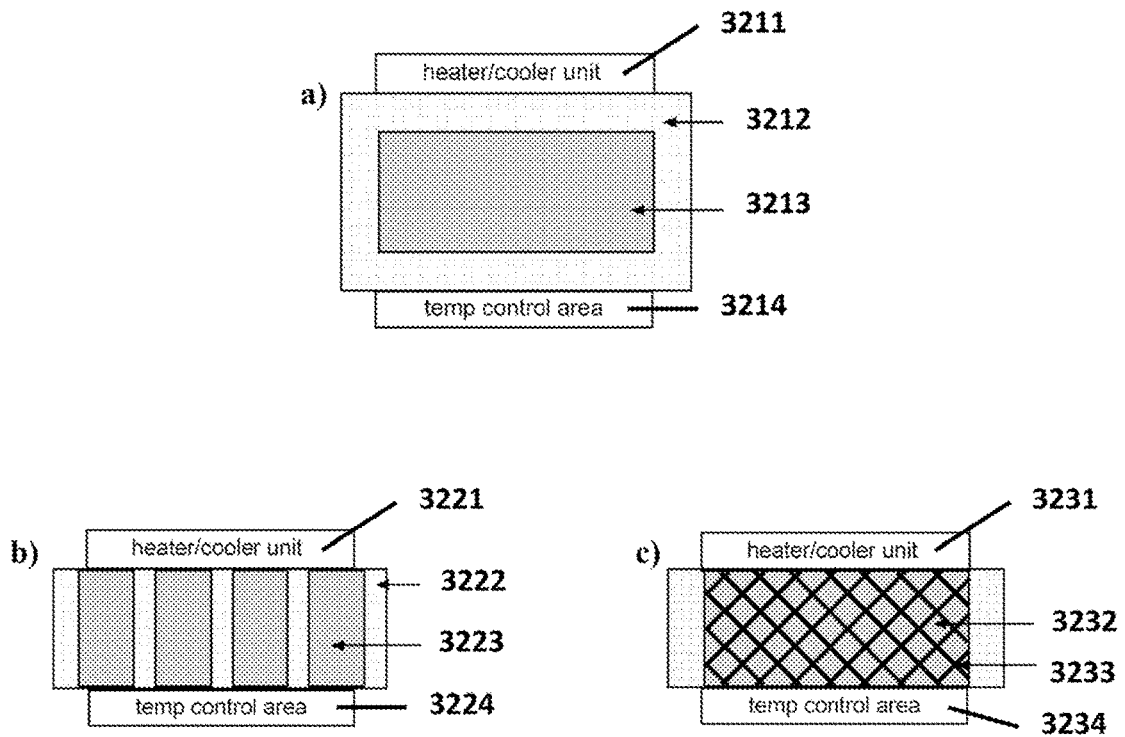 3211
heater/cooler unit
a)
3212
3213
temp control area
3214
3221
b)
heater/cooler unit
3222
3223
temp control area
3224
3231
c)
heater/cooler unit
3232
3233
temp control area
3234